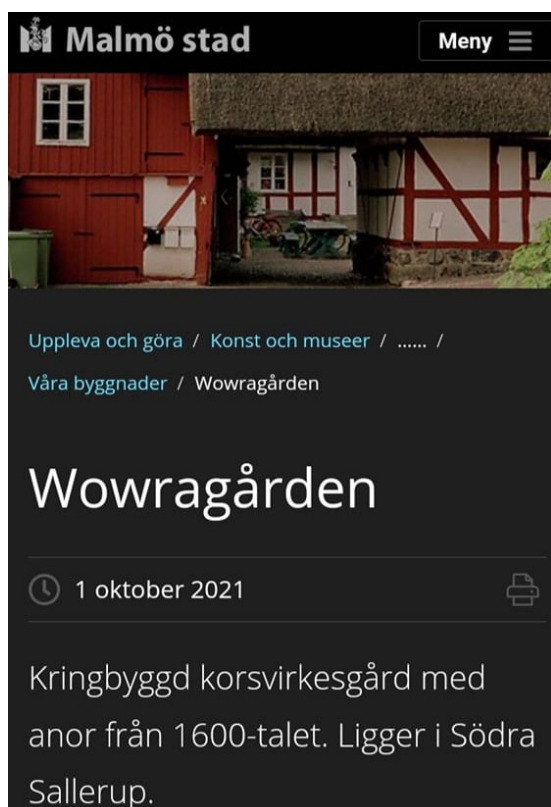 Malmö stad
Meny
Uppleva och göra / Konst och museer / ...... /
Våra byggnader / Wowragården
Wowragården
1 oktober 2021
Kringbyggd korsvirkesgård med
anor från 1600-talet. Ligger i Södra
Sallerup.